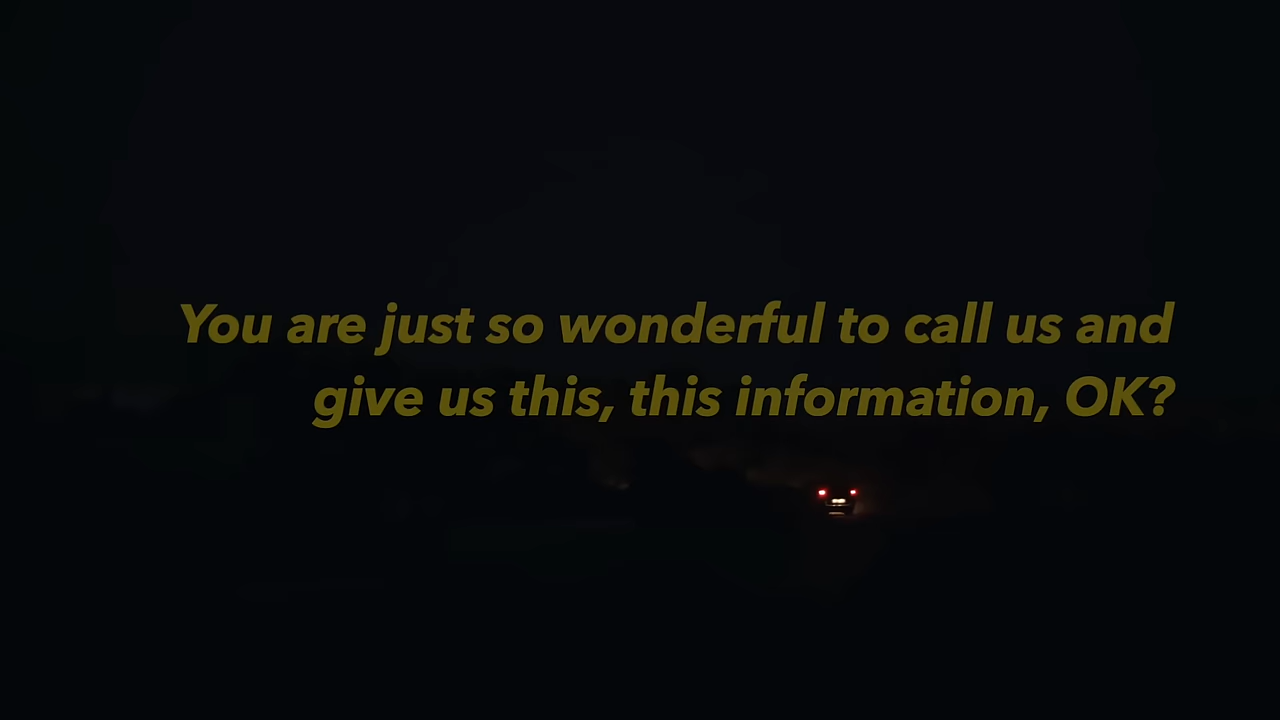 You are just so wonderful to call us and
give us this, this information, OK?